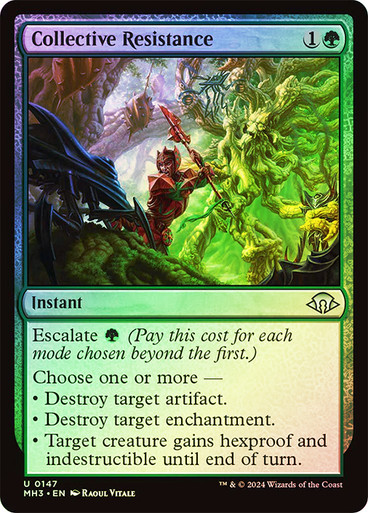 Collective Resistance 1
Instant
Escalate (Pay this cost for each
mode chosen beyond the first.)
Choose one or more —
• Destroy target artifact.
• Destroy target enchantment.
• Target creature gains hexproof and
indestructible until end of turn.
U 0147
MH3 • EN Raoul Vitale
™ & © 2024 Wizards of the Coast